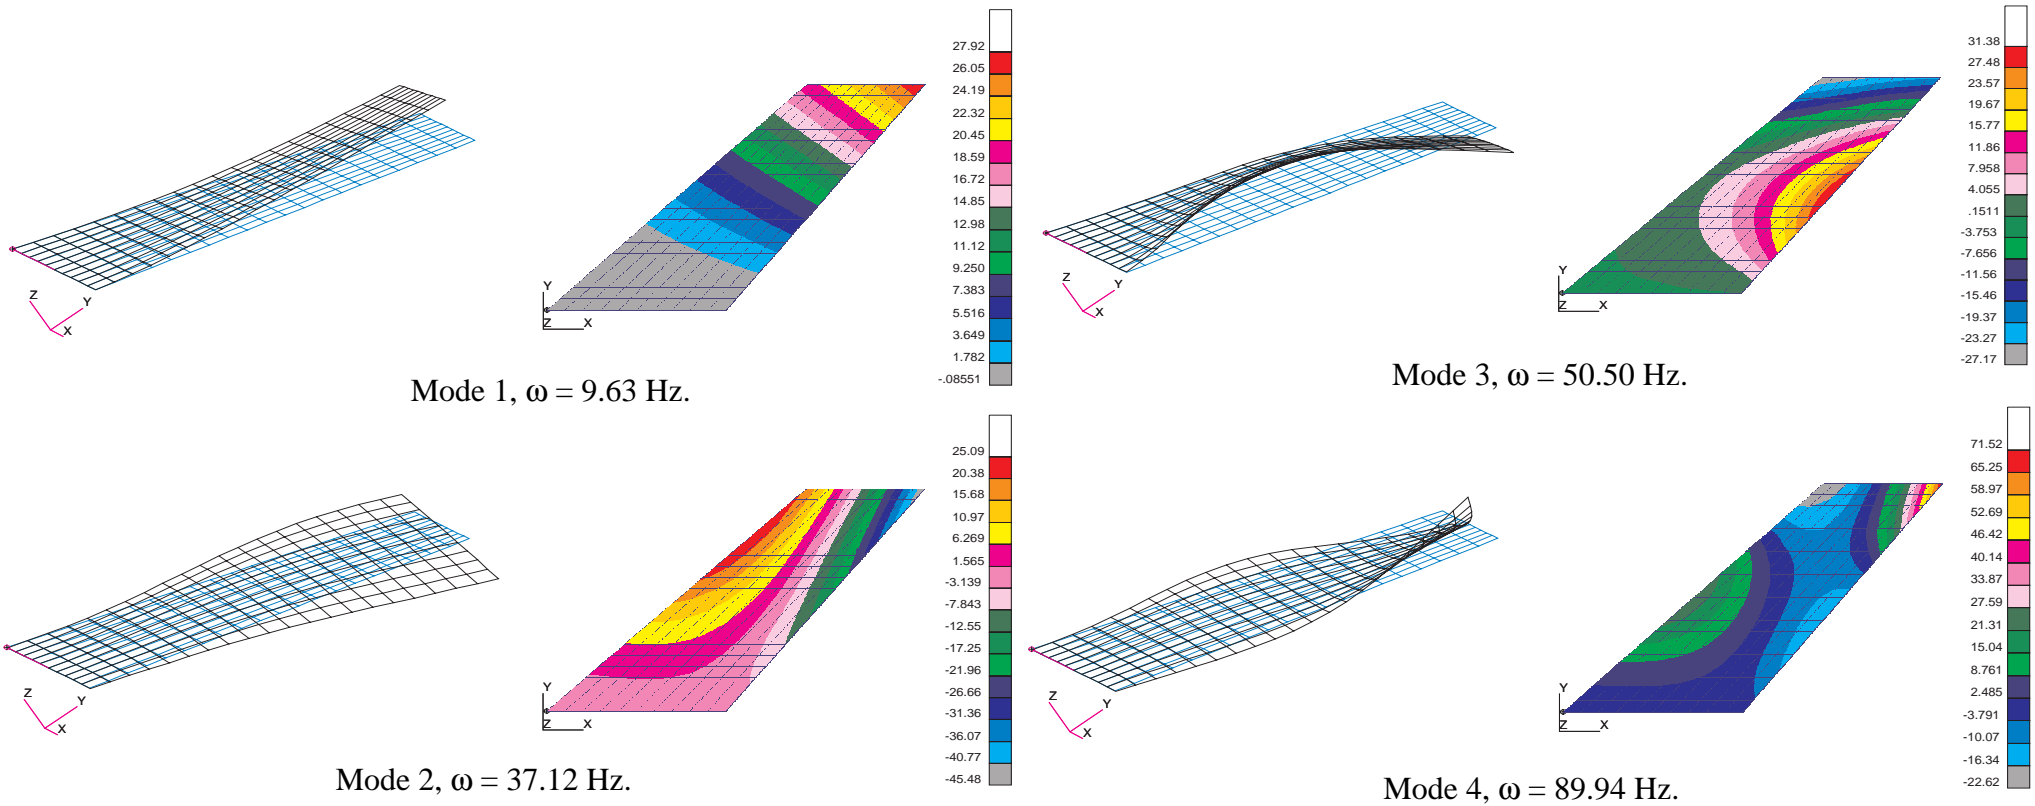 27.92
26.05
24.19
22.32
20.45
18.59
16.72
14.85
12.98
11.12
9.250
7.383
5.516
3.649
1.782
-.08551
Z
Y
X
Y
Z
X
Mode 1, ω = 9.63 Hz.
31.38
27.48
23.57
19.67
15.77
11.86
7.958
4.055
.1511
-3.753
-7.656
-11.56
-15.46
-19.37
-23.27
-27.17
Z
Y
X
Y
Z
X
Mode 3, ω = 50.50 Hz.
25.09
20.38
15.68
10.97
6.269
1.565
-3.139
-7.843
-12.55
-17.25
-21.96
-26.66
-31.36
-36.07
-40.77
-45.48
Z
Y
X
Y
Z
X
Mode 2, ω = 37.12 Hz.
71.52
65.25
58.97
52.69
46.42
40.14
33.87
27.59
21.31
15.04
8.761
2.485
-3.791
-10.07
-16.34
-22.62
Z
Y
X
Y
Z
X
Mode 4, ω = 89.94 Hz.